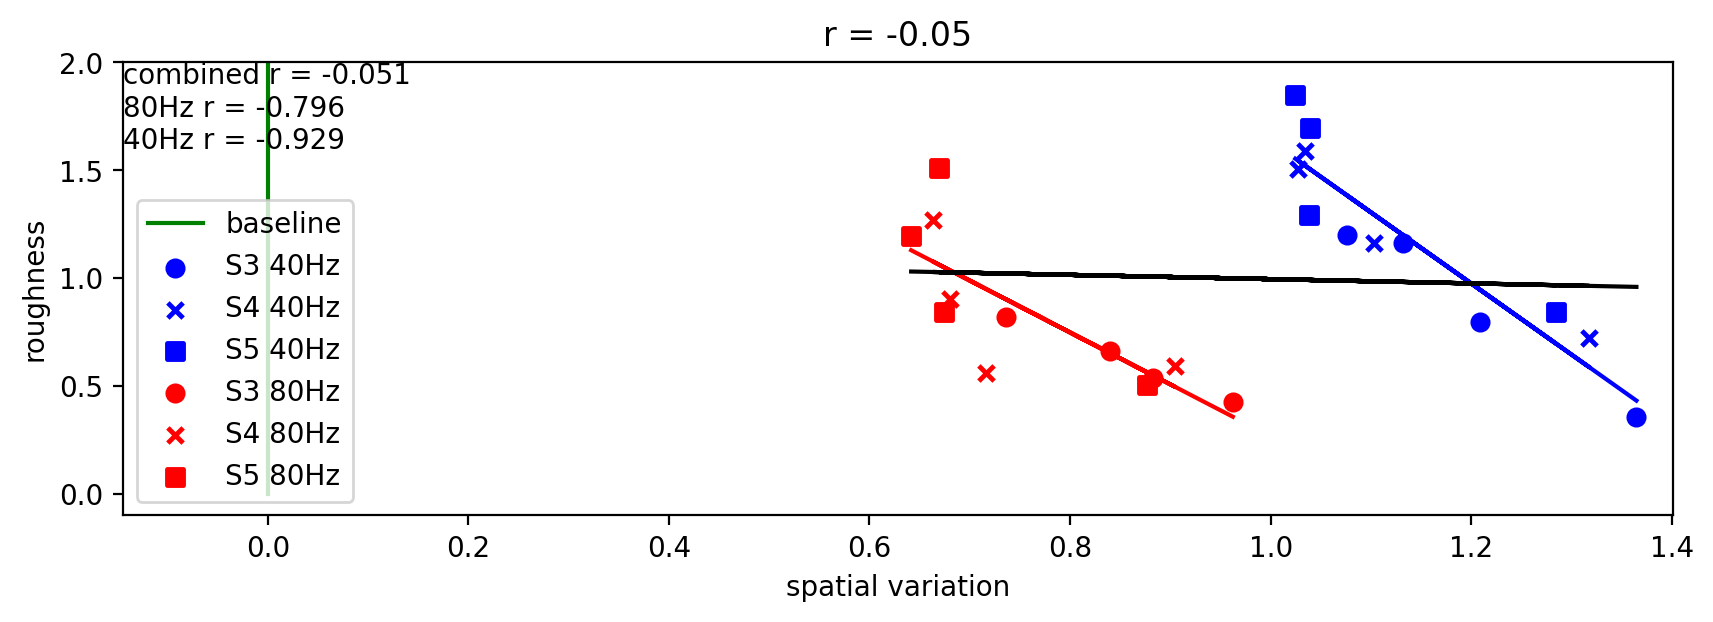 r = -0.05
combined r = -0.051
80Hz r = -0.796
40Hz r = -0.929
baseline
S3 40Hz
S4 40Hz
S5 40Hz
S3 80Hz
S4 80Hz
S5 80Hz
roughness
2.0
1.5
1.0
0.5
0.0
0.0 0.2 0.4 0.6 0.8 1.0 1.2 1.4
spatial variation